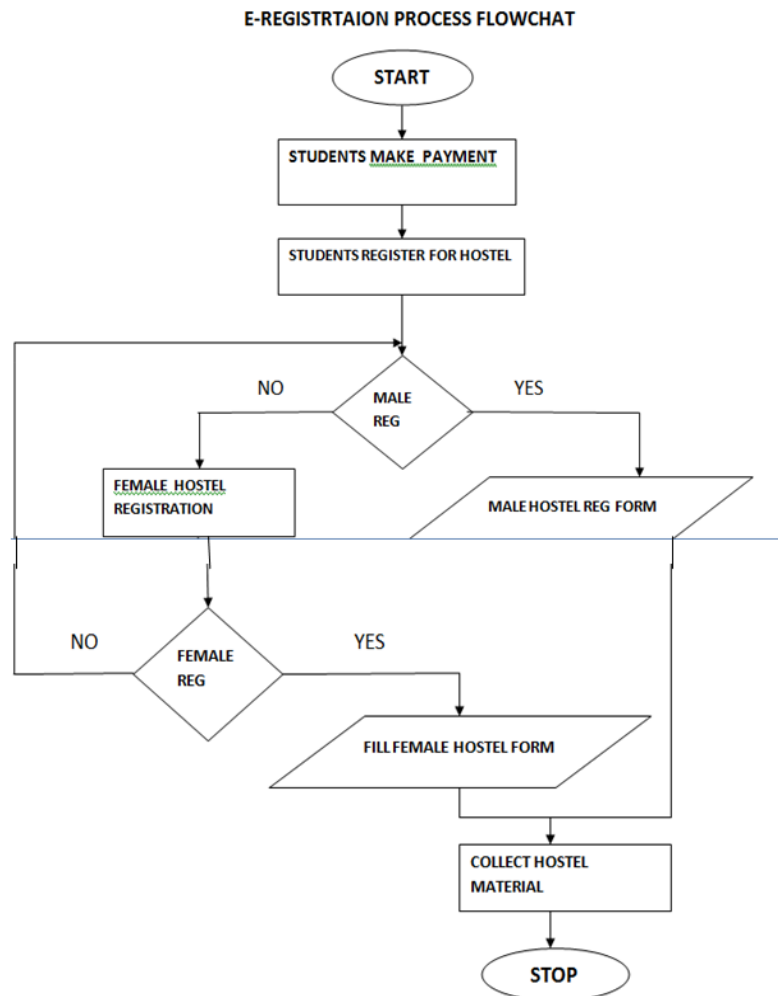 E-REGISTRTAION PROCESS FLOWCHAT
START
STUDENTS MAKE PAYMENT
STUDENTS REGISTER FOR HOSTEL
NO
MALE
REG
YES
FEMALE HOSTEL
REGISTRATION
MALE HOSTEL REG FORM
NO
FEMALE
REG
YES
FILL FEMALE HOSTEL FORM
COLLECT HOSTEL
MATERIAL
STOP